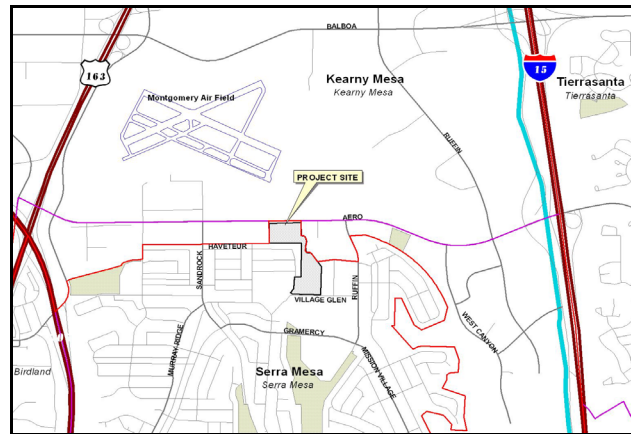 BALBOA
163
Kearny Mesa
Kearny Mesa
15
Tierrasanta
Tierrasanta
Montgomery Air Field
RUFFIN
PROJECT SITE
AERO
HAVETEUR
SANDROCK
RUFFIN
VILLAGE GLEN
WEST CANYON
GRAMERCY
MURRAY RIDGE
MISSION VILLAGE
Birdland
Serra Mesa
Serra Mesa